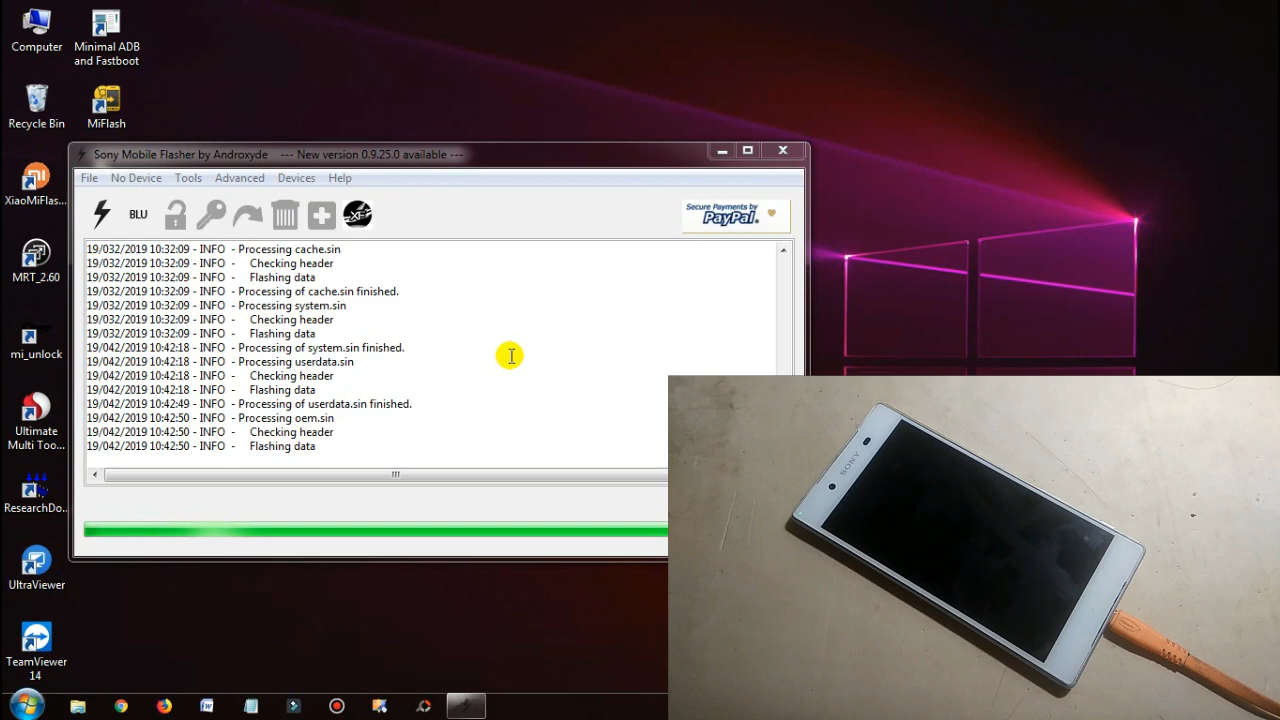 Computer
Minimal ADB
and Fastboot
Recycle Bin
MiFlash
XiaoMiFlas...
MRT_2.60
mi_unlock
Ultimate
Multi Too...
ResearchDo...
UltraViewer
TeamViewer
14
Sony Mobile Flasher by Androxyde --- New version 0.9.25.0 available ---
File No Device Tools Advanced Devices Help
BLU
Secure Payments by
PayPal.
19/032/2019 10:32:09 - INFO - Processing cache.sin
19/032/2019 10:32:09 - INFO - Checking header
19/032/2019 10:32:09 - INFO - Flashing data
19/032/2019 10:32:09 - INFO - Processing of cache.sin finished.
19/032/2019 10:32:09 - INFO - Processing system.sin
19/032/2019 10:32:09 - INFO - Checking header
19/032/2019 10:32:09 - INFO - Flashing data
19/042/2019 10:42:18 - INFO - Processing of system.sin finished.
19/042/2019 10:42:18 - INFO - Processing userdata.sin
19/042/2019 10:42:18 - INFO - Checking header
19/042/2019 10:42:18 - INFO - Flashing data
19/042/2019 10:42:49 - INFO - Processing of userdata.sin finished.
19/042/2019 10:42:50 - INFO - Processing oem.sin
19/042/2019 10:42:50 - INFO - Checking header
19/042/2019 10:42:50 - INFO - Flashing data
SONY